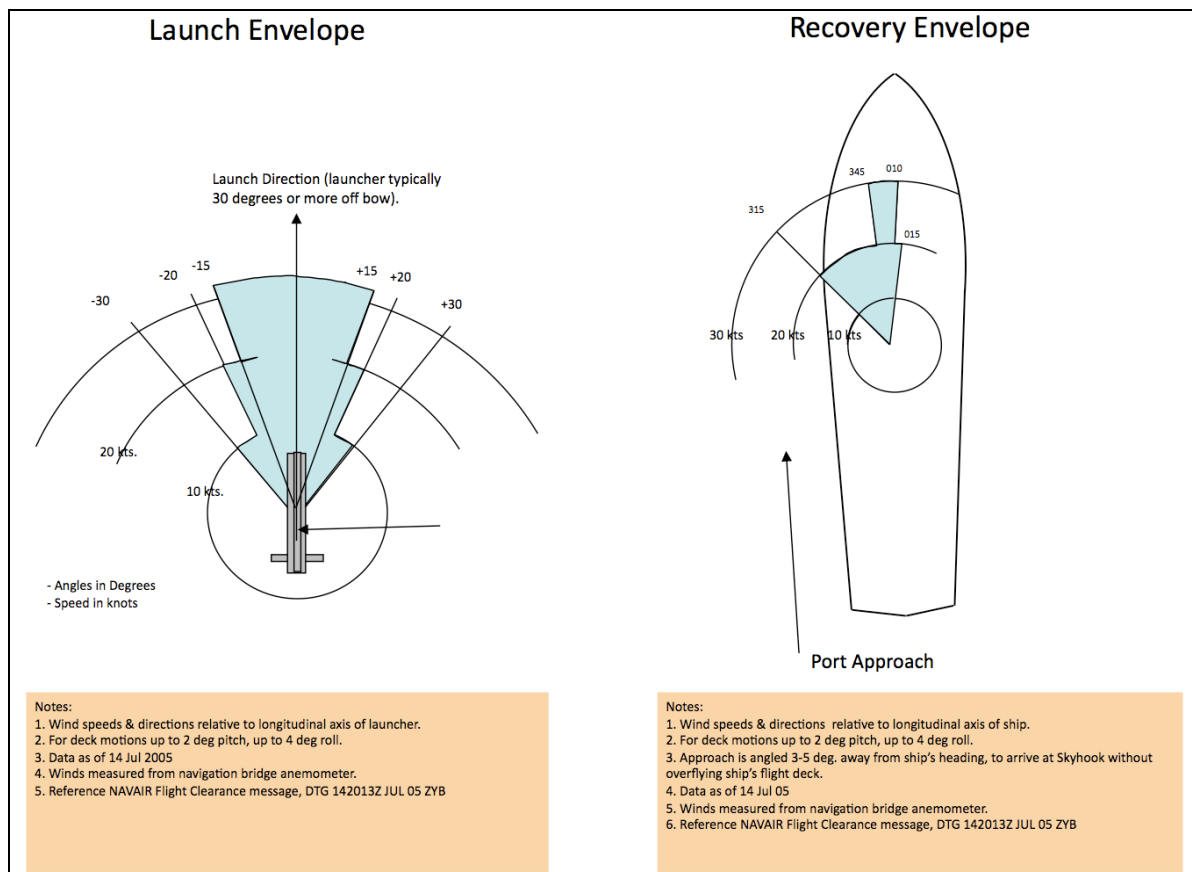 Launch Envelope
Launch Direction (launcher typically
30 degrees or more off bow).
-30
-20
-15
+15
+20
+30
20 kts.
10 kts.
- Angles in Degrees
- Speed in knots
Notes:
1. Wind speeds & directions relative to longitudinal axis of launcher.
2. For deck motions up to 2 deg pitch, up to 4 deg roll.
3. Data as of 14 Jul 2005
4. Winds measured from navigation bridge anemometer.
5. Reference NAVAIR Flight Clearance message, DTG 142013Z JUL 05 ZYB
Recovery Envelope
345
010
315
015
30 kts
20 kts
10 kts
Port Approach
Notes:
1. Wind speeds & directions relative to longitudinal axis of ship.
2. For deck motions up to 2 deg pitch, up to 4 deg roll.
3. Approach is angled 3-5 deg. away from ship's heading, to arrive at Skyhook without
overflying ship's flight deck.
4. Data as of 14 Jul 05
5. Winds measured from navigation bridge anemometer.
6. Reference NAVAIR Flight Clearance message, DTG 142013Z JUL 05 ZYB